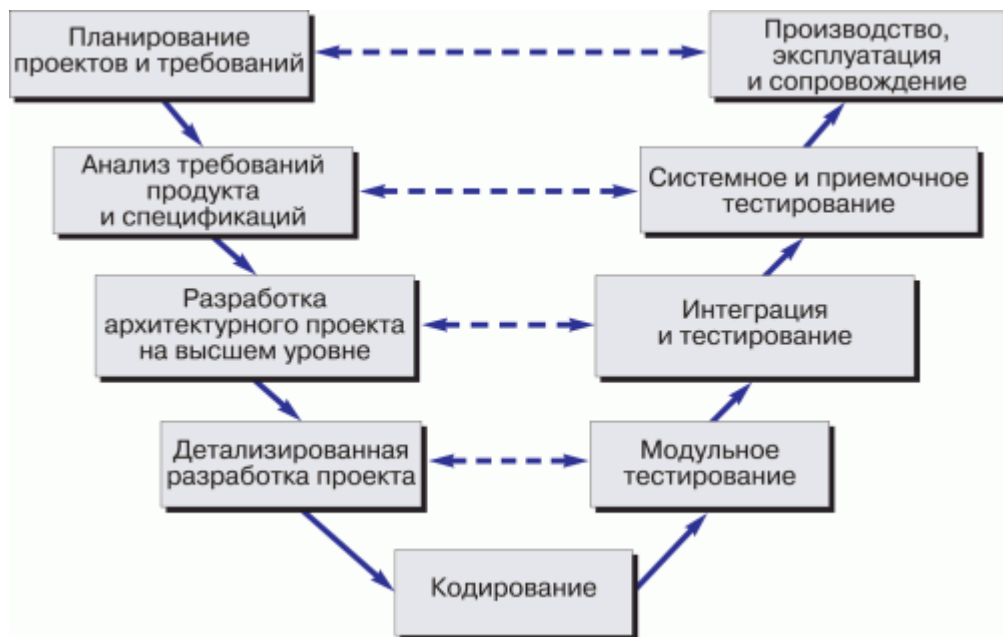 Планирование
проектов и требований
Производство,
эксплуатация
и сопровождение
Анализ требований
продукта
и спецификаций
Системное и приемочное
тестирование
Разработка
архитектурного проекта
на высшем уровне
Интеграция
и тестирование
Детализированная
разработка проекта
Модульное
тестирование
Кодирование